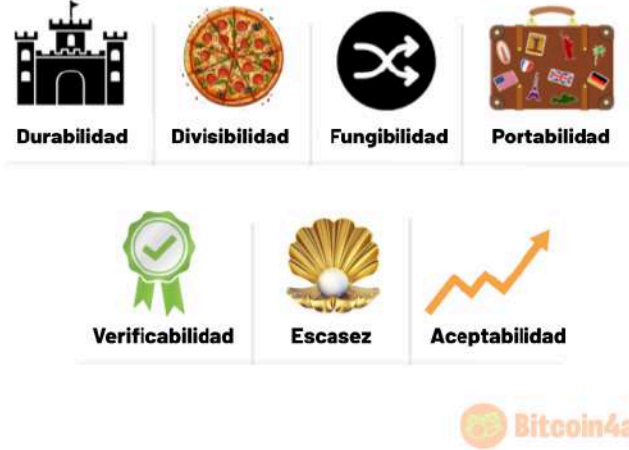 Durabilidad
Divisibilidad
Fungibilidad
Portabilidad
Verificabilidad
Escasez
Aceptabilidad
Bitcoin4a